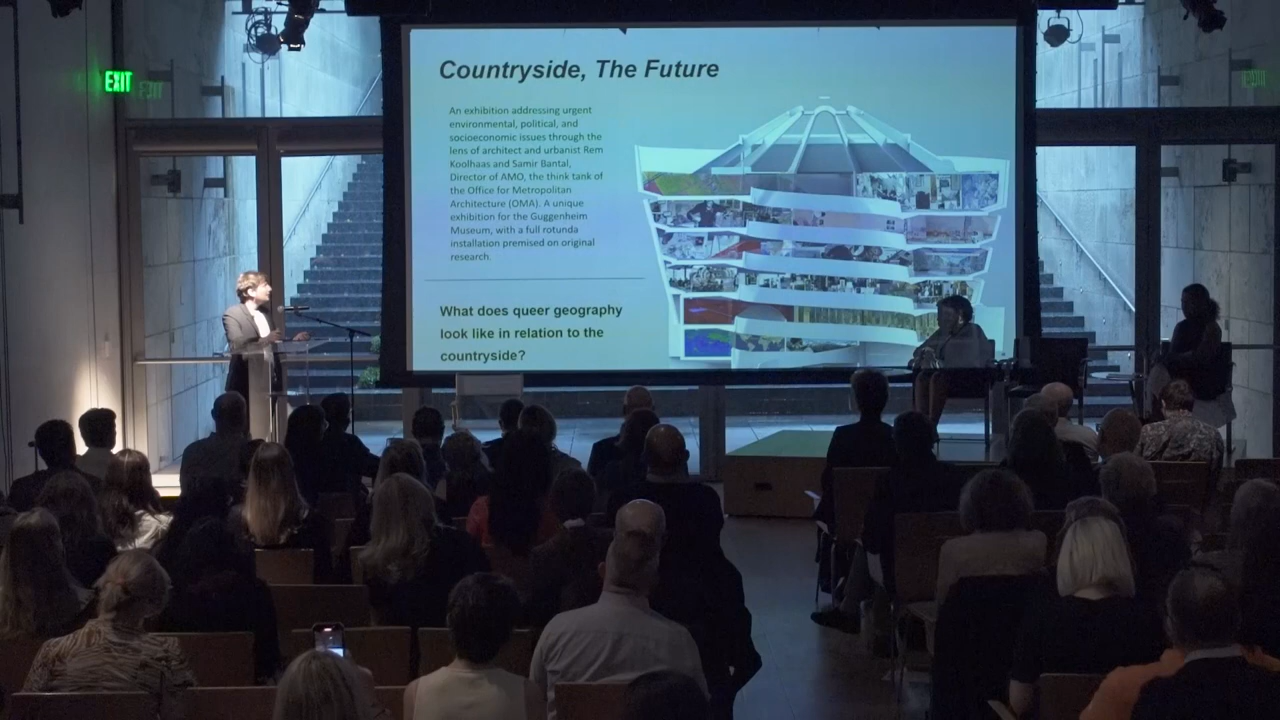 EXIT
Countryside, The Future
An exhibition addressing urgent
environmental, political, and
socioeconomic issues through the
lens of architect and urbanist Rem
Koolhaas and Samir Bantal,
Director of AMO, the think tank of
the Office for Metropolitan
Architecture (OMA). A unique
exhibition for the Guggenheim
Museum, with a full rotunda
installation premised on original
research.
What does queer geography
look like in relation to the
countryside?